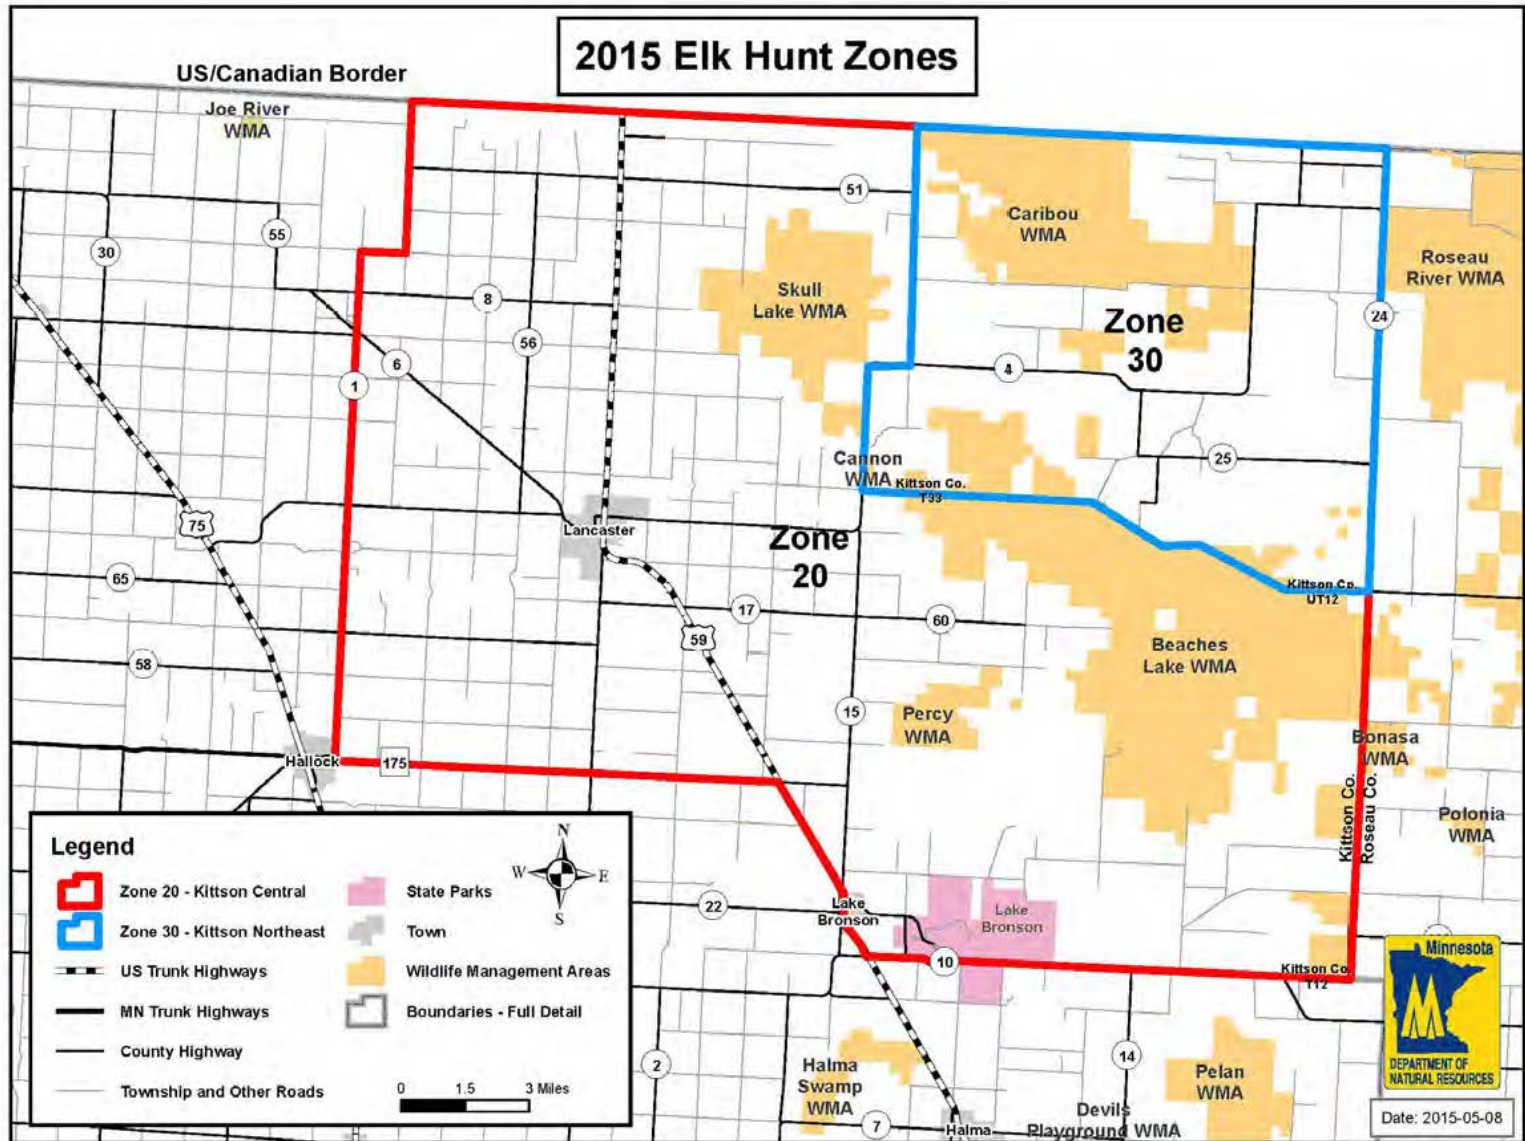 2015 Elk Hunt Zones
US/Canadian Border
Joe River
WMA
51
Caribou
WMA
55
30
Roseau
River WMA
Skull
Lake WMA
8
24
Zone
30
56
6
4
1
Cannon
WMA
25
Kittson Co.
T33
75
Lancaster
Zone
20
65
Kittson Co.
UT12
17
60
59
Beaches
Lake WMA
58
15
Percy
WMA
Bonasa
WMA
Hallock
175
Kittson Co.
Roseau Co.
Polonia
WMA
Lake
Bronson
22
Lake
Bronson
10
Kittson Co.
T12
2
14
Halma
Swamp
WMA
Pelan
WMA
Devils
Playground WMA
7
Halma
Legend
N
W
E
S
Zone 20 - Kittson Central
State Parks
Zone 30 - Kittson Northeast
Town
US Trunk Highways
Wildlife Management Areas
MN Trunk Highways
Boundaries - Full Detail
County Highway
Township and Other Roads
0 1.5 3 Miles
Minnesota
DEPARTMENT OF
NATURAL RESOURCES
Date: 2015-05-08